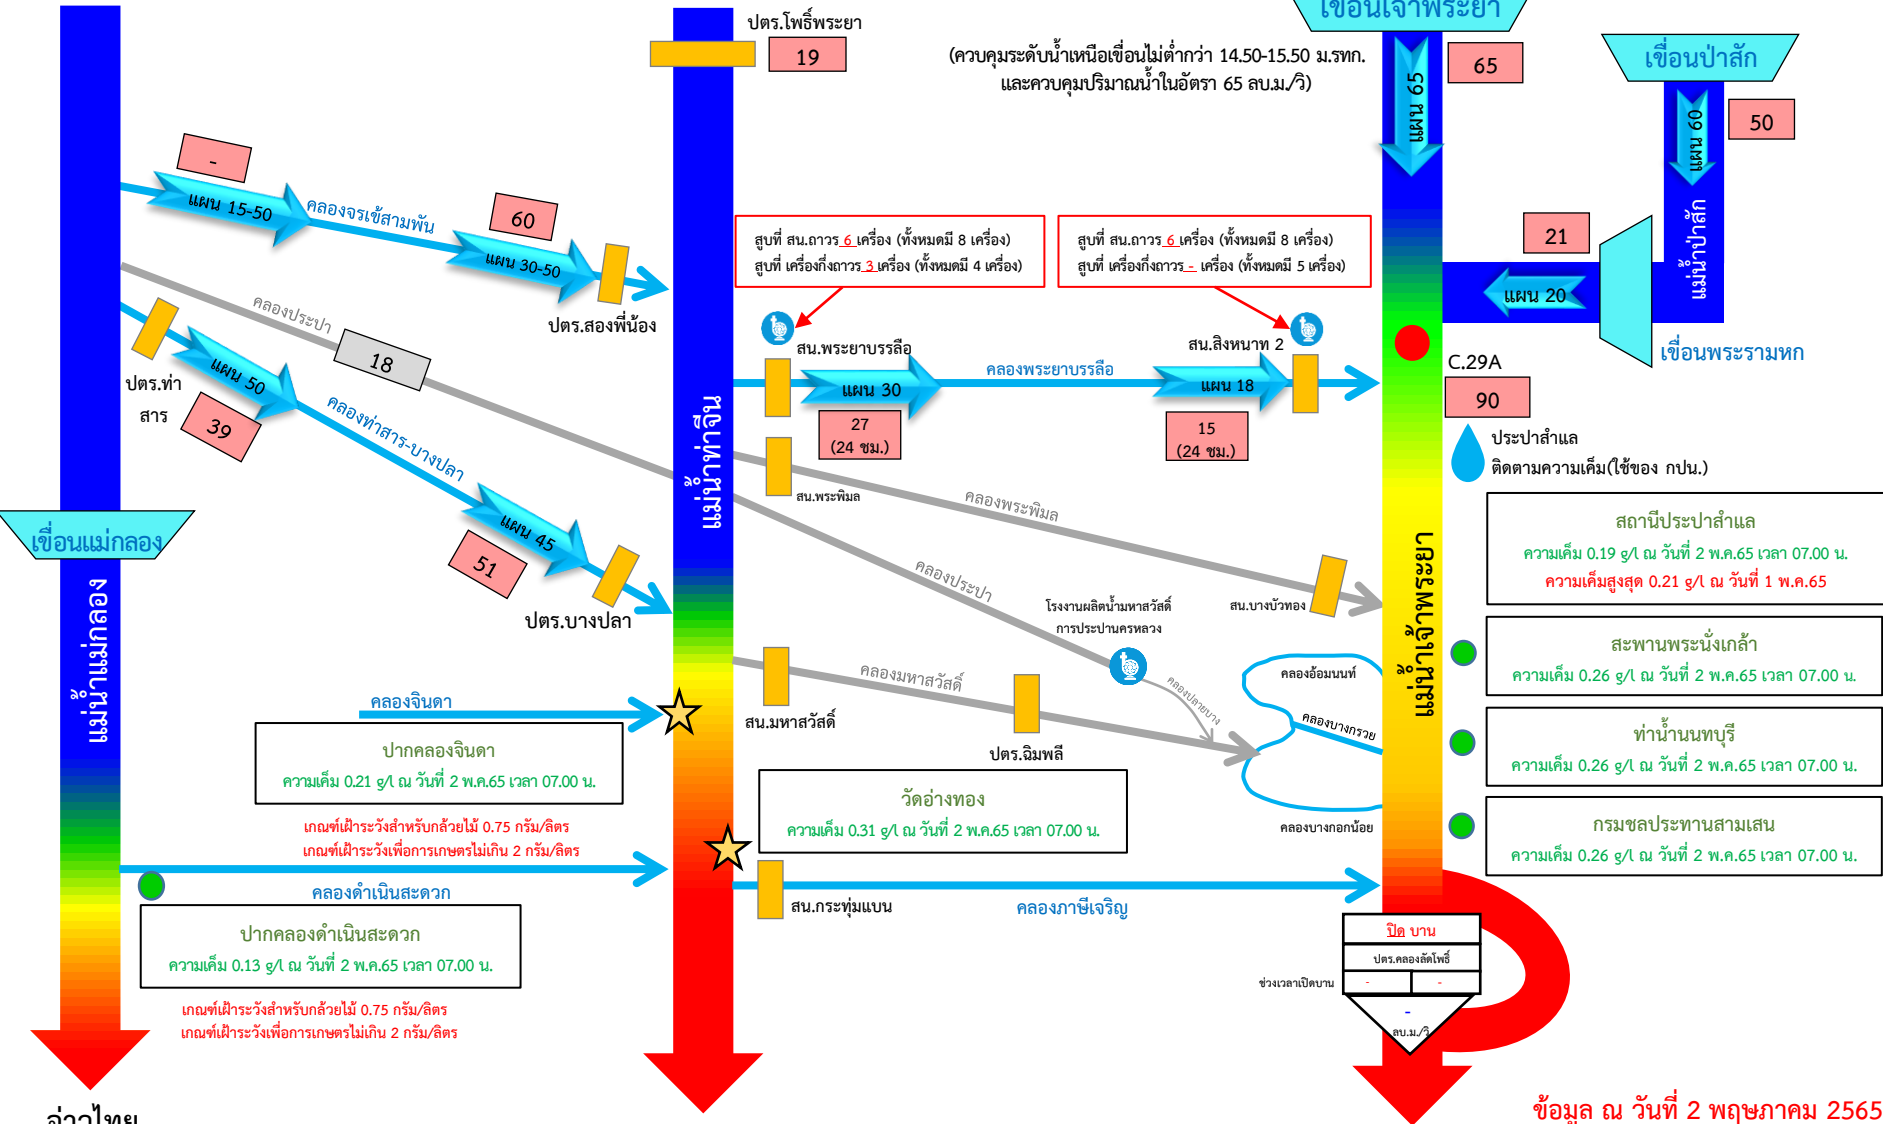 เขื่อนเจ้าพระยา
ปตร.โพธิ์พระยา
19
(ควบคุมระดับน้ำเหนือเขื่อนไม่ต่ำกว่า 14.50-15.50 ม.รทก.
และควบคุมปริมาณน้ำในอัตรา 65 ลบ.ม./วิ)
65
แผน 65
เขื่อนป่าสัก
50
แผน 60
แม่น้ำป่าสัก
21
แผน 20
เขื่อนพระรามหก
-
แผน 15-50
คลองจรเข้สามพัน
60
แผน 30-50
ปตร.สองพี่น้อง
สูบที่ สน.ถาวร 6 เครื่อง (ทั้งหมดมี 8 เครื่อง)
สูบที่ เครื่องกึ่งถาวร 3 เครื่อง (ทั้งหมดมี 4 เครื่อง)
สูบที่ สน.ถาวร 6 เครื่อง (ทั้งหมดมี 8 เครื่อง)
สูบที่ เครื่องกึ่งถาวร - เครื่อง (ทั้งหมดมี 5 เครื่อง)
คลองประปา
18
ปตร.ท่า
สาร
แผน 50
39
คลองท่าสาร-บางปลา
แผน 45
51
ปตร.บางปลา
แม่น้ำท่าจีน
สน.พระยาบรรลือ
แผน 30
27
(24 ชม.)
คลองพระยาบรรลือ
สน.สิงหนาท 2
แผน 18
15
(24 ชม.)
C.29A
90
ประปาสำแล
ติดตามความเค็ม(ใช้ของ กปน.)
สน.พระพิมล
คลองพระพิมล
สน.บางบัวทอง
คลองประปา
โรงงานผลิตน้ำมหาสวัสดิ์
การประปานครหลวง
คลองปลายบาง
แม่น้ำเจ้าพระยา
สถานีประปาสำแล
ความเค็ม 0.19 g/l ณ วันที่ 2 พ.ค.65 เวลา 07.00 น.
ความเค็มสูงสุด 0.21 g/l ณ วันที่ 1 พ.ค.65
สะพานพระนั่งเกล้า
ความเค็ม 0.26 g/l ณ วันที่ 2 พ.ค.65 เวลา 07.00 น.
ท่าน้ำนนทบุรี
ความเค็ม 0.26 g/l ณ วันที่ 2 พ.ค.65 เวลา 07.00 น.
กรมชลประทานสามเสน
ความเค็ม 0.26 g/l ณ วันที่ 2 พ.ค.65 เวลา 07.00 น.
เขื่อนแม่กลอง
แม่น้ำแม่กลอง
คลองจินดา
ปากคลองจินดา
ความเค็ม 0.21 g/l ณ วันที่ 2 พ.ค.65 เวลา 07.00 น.
เกณฑ์เฝ้าระวังสำหรับกล้วยไม้ 0.75 กรัม/ลิตร
เกณฑ์เฝ้าระวังเพื่อการเกษตรไม่เกิน 2 กรัม/ลิตร
สน.มหาสวัสดิ์
คลองมหาสวัสดิ์
ปตร.ฉิมพลี
คลองอ้อมนนท์
คลองบางกรวย
คลองบางกอกน้อย
วัดอ่างทอง
ความเค็ม 0.31 g/l ณ วันที่ 2 พ.ค.65 เวลา 07.00 น.
คลองดำเนินสะดวก
ปากคลองดำเนินสะดวก
ความเค็ม 0.13 g/l ณ วันที่ 2 พ.ค.65 เวลา 07.00 น.
เกณฑ์เฝ้าระวังสำหรับกล้วยไม้ 0.75 กรัม/ลิตร
เกณฑ์เฝ้าระวังเพื่อการเกษตรไม่เกิน 2 กรัม/ลิตร
สน.กระทุ่มแบน
คลองภาษีเจริญ
ปิด บาน
ปตร.คลองลัดโพธิ์
ช่วงเวลาเปิดบาน
-
-
-
ลบ.ม./วิ
อ่าวไทย
ข้อมูล ณ วันที่ 2 พฤษภาคม 2565